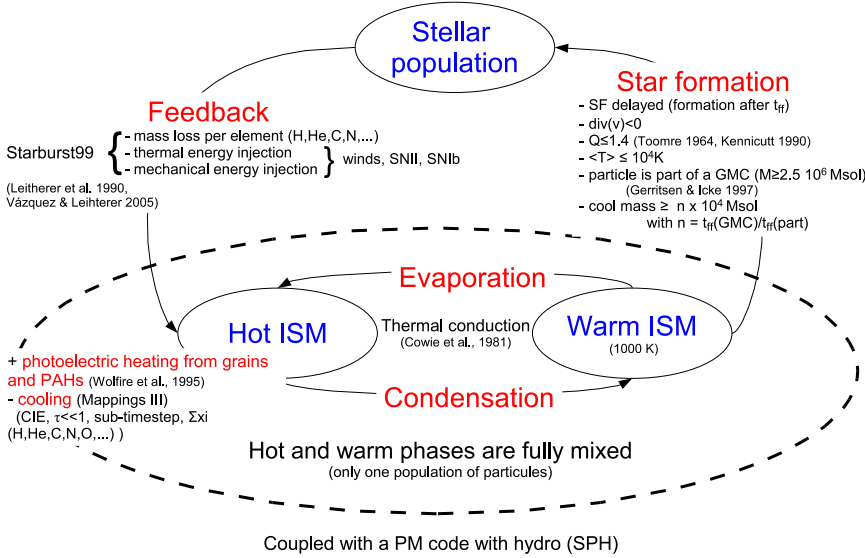 Stellar
population
Star formation
- SF delayed (formation after tff)
- div(v)<0
- Q≤1.4 (Toomre 1964, Kennicutt 1990)
- <T> ≤ 10⁴K
- particle is part of a GMC (M≥2.5 10⁶ Msol)
(Gerritsen & Icke 1997)
- cool mass ≥ n x 10⁴ Msol
with n = tff(GMC)/tff(part)
Feedback
Starburst99
- mass loss per element (H,He,C,N,...)
- thermal energy injection
- mechanical energy injection
winds, SNII, SNIb
(Leitherer et al. 1990,
Vázquez & Leihterer 2005)
Evaporation
Hot ISM
Thermal conduction
(Cowie et al., 1981)
Warm ISM
(1000 K)
+ photoelectric heating from grains
and PAHs (Wolfire et al., 1995)
- cooling (Mappings III)
(CIE, τ<<1, sub-timestep, Σxi
(H,He,C,N,O,...) )
Condensation
Hot and warm phases are fully mixed
(only one population of particules)
Coupled with a PM code with hydro (SPH)